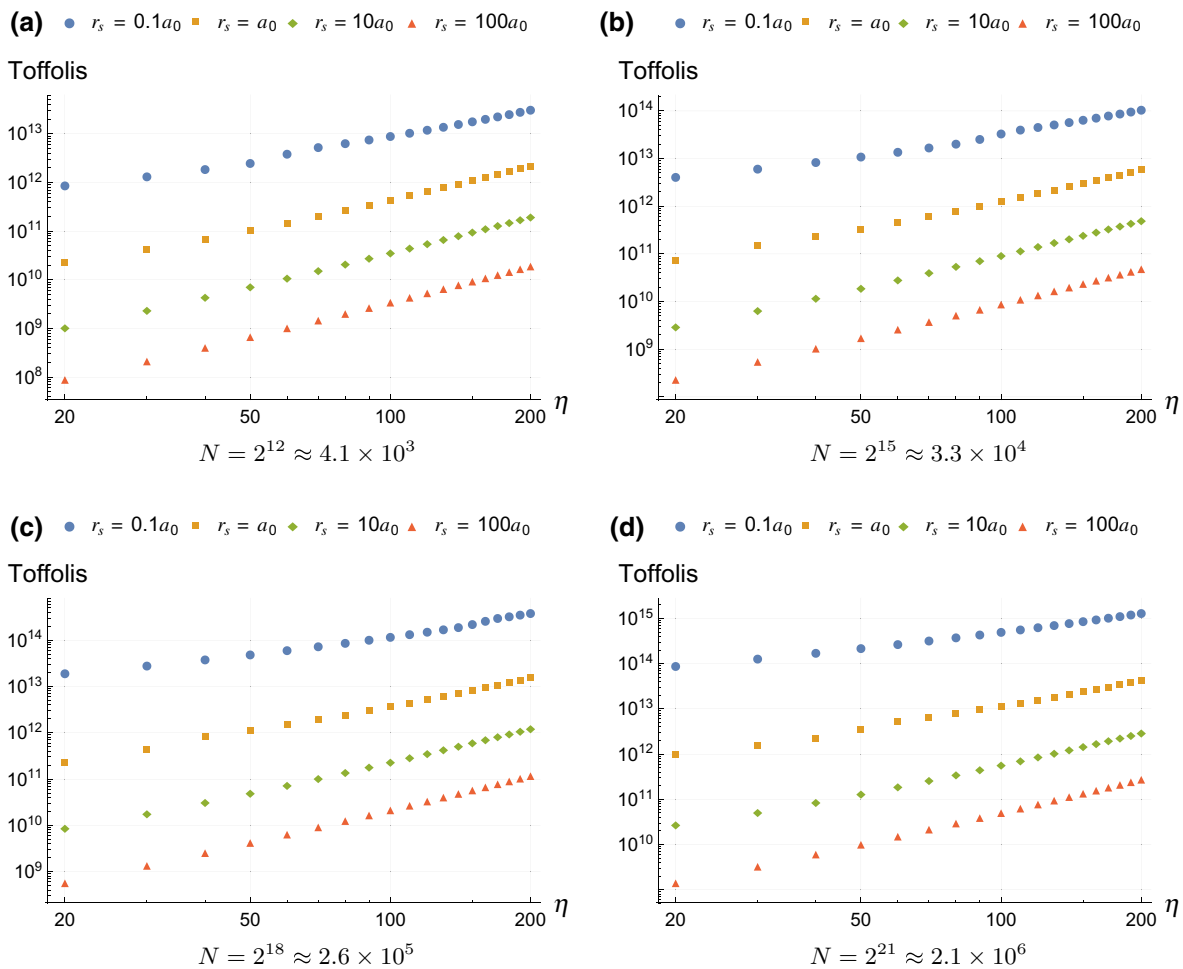 (a) r_s = 0.1a_0 r_s = a_0 r_s = 10a_0 r_s = 100a_0
Toffolis
10^13
10^12
10^11
10^10
10^9
10^8
20 50 100 200 η
N = 2^12 ≈ 4.1 × 10^3
(b) r_s = 0.1a_0 r_s = a_0 r_s = 10a_0 r_s = 100a_0
Toffolis
10^14
10^13
10^12
10^11
10^10
10^9
20 50 100 200 η
N = 2^15 ≈ 3.3 × 10^4
(c) r_s = 0.1a_0 r_s = a_0 r_s = 10a_0 r_s = 100a_0
Toffolis
10^14
10^13
10^12
10^11
10^10
10^9
20 50 100 200 η
N = 2^18 ≈ 2.6 × 10^5
(d) r_s = 0.1a_0 r_s = a_0 r_s = 10a_0 r_s = 100a_0
Toffolis
10^15
10^14
10^13
10^12
10^11
10^10
20 50 100 200 η
N = 2^21 ≈ 2.1 × 10^6